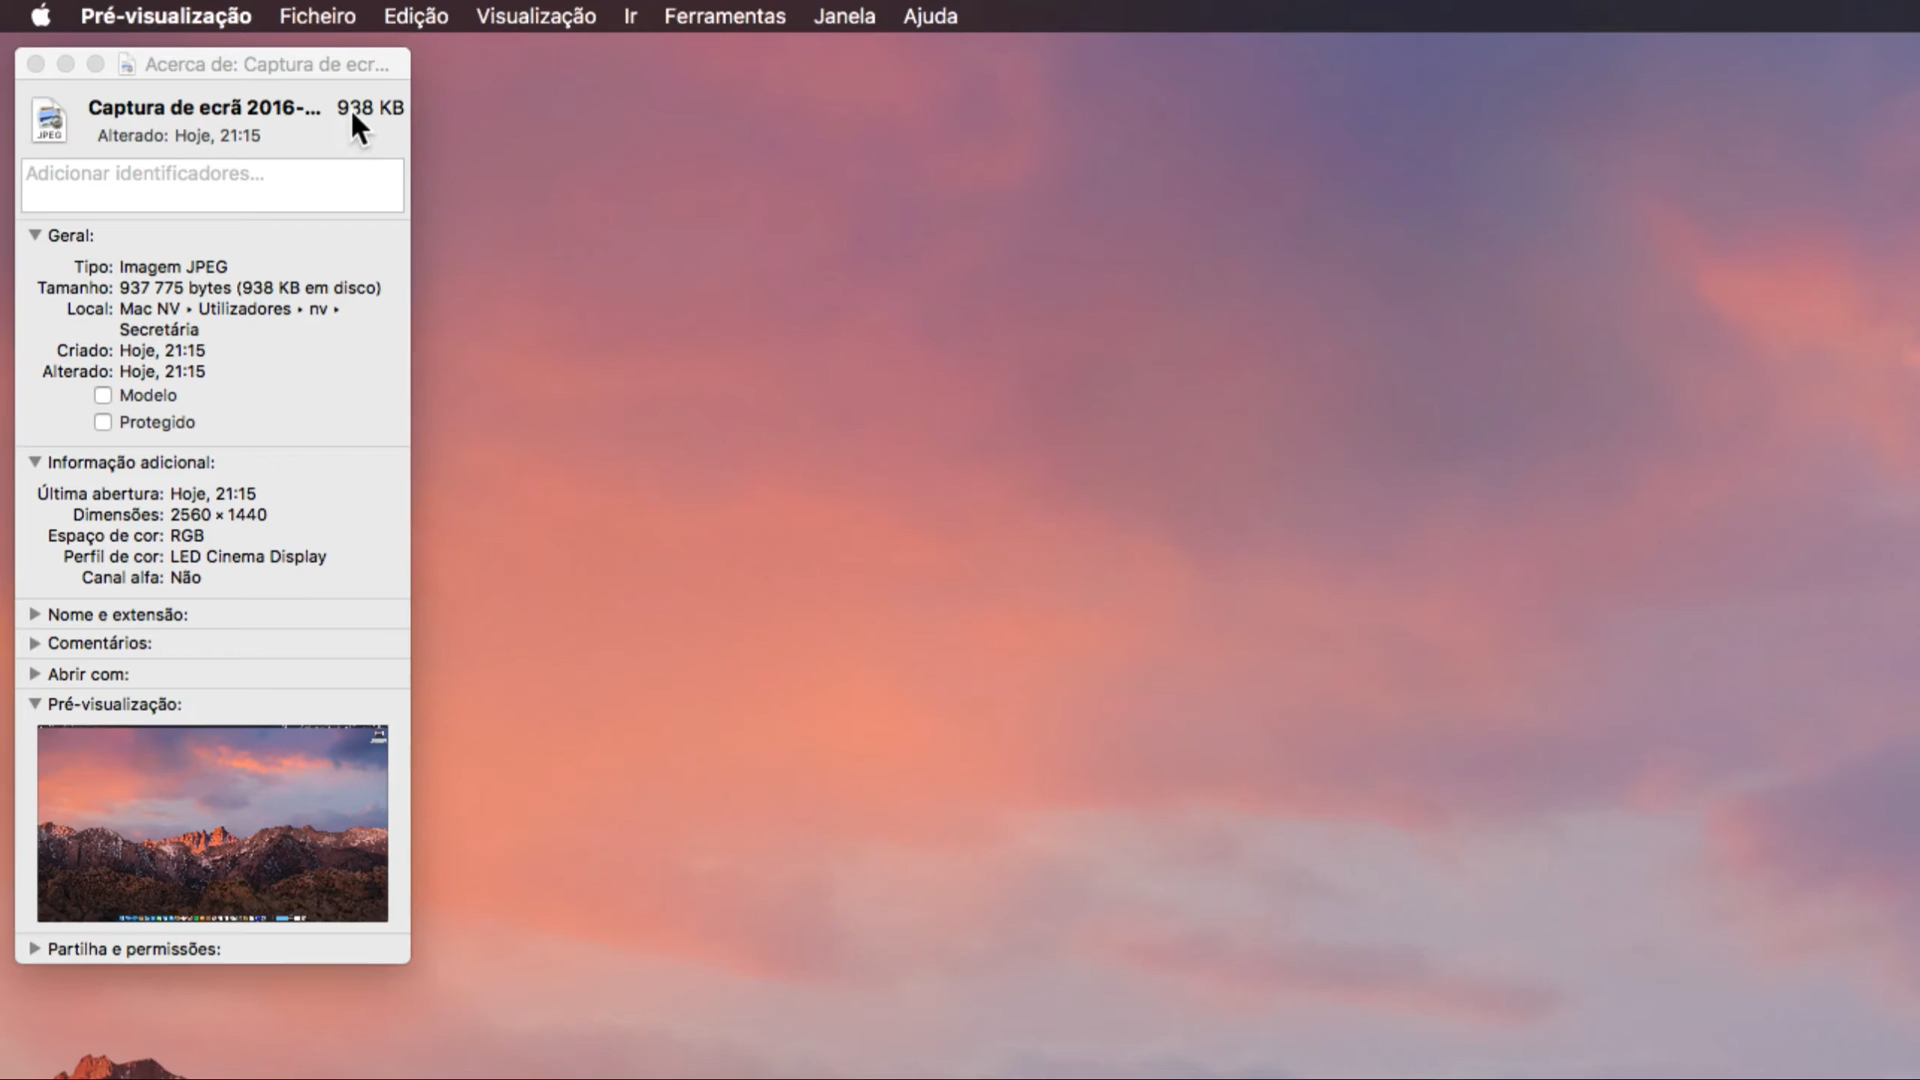 Pré-visualização Ficheiro Edição Visualização Ir Ferramentas Janela Ajuda
Acerca de: Captura de ecr...
Captura de ecrã 2016-... 938 KB
JPEG
Alterado: Hoje, 21:15
Adicionar identificadores...
Geral:
Tipo: Imagem JPEG
Tamanho: 937 775 bytes (938 KB em disco)
Local: Mac NV ▸ Utilizadores ▸ nv ▸
Secretária
Criado: Hoje, 21:15
Alterado: Hoje, 21:15
Modelo
Protegido
Informação adicional:
Última abertura: Hoje, 21:15
Dimensões: 2560 × 1440
Espaço de cor: RGB
Perfil de cor: LED Cinema Display
Canal alfa: Não
Nome e extensão:
Comentários:
Abrir com:
Pré-visualização:
Partilha e permissões: